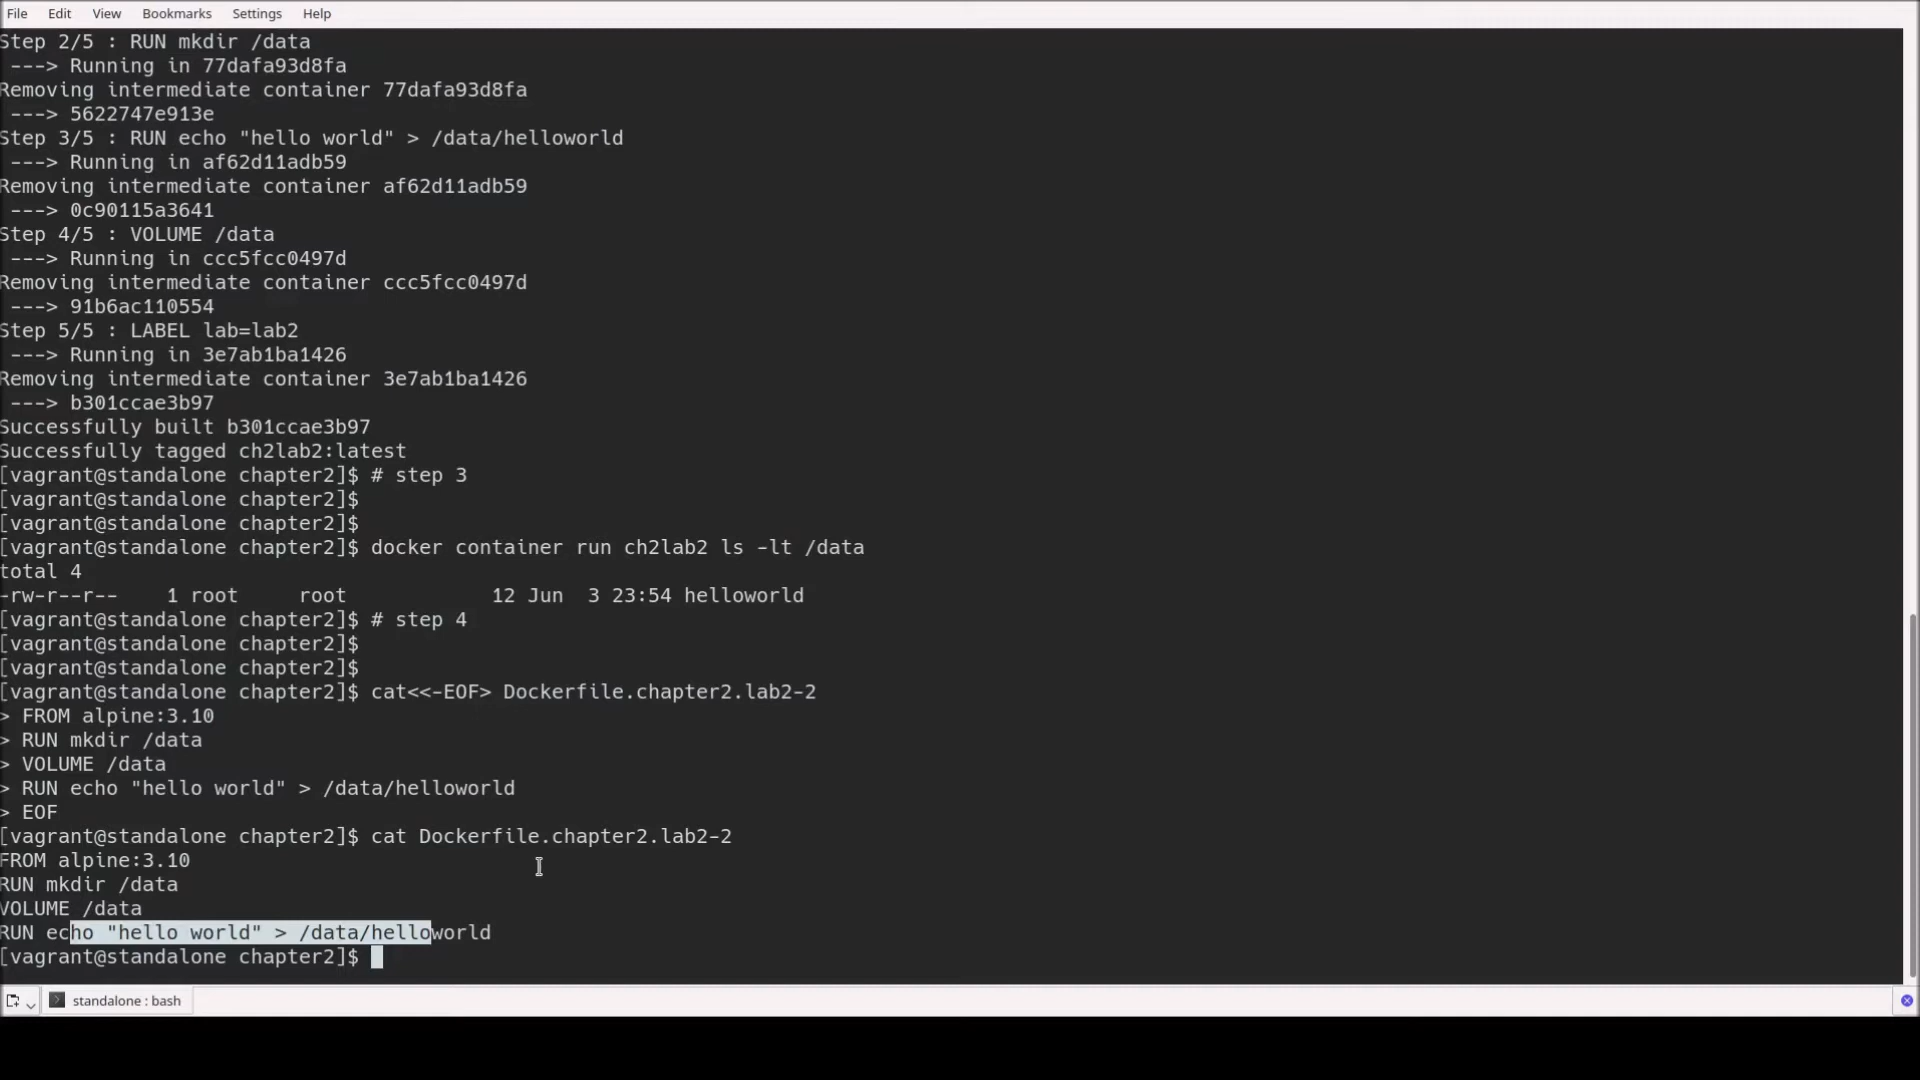 File Edit View Bookmarks Settings Help
Step 2/5 : RUN mkdir /data
 ---> Running in 77dafa93d8fa
Removing intermediate container 77dafa93d8fa
 ---> 5622747e913e
Step 3/5 : RUN echo "hello world" > /data/helloworld
 ---> Running in af62d11adb59
Removing intermediate container af62d11adb59
 ---> 0c90115a3641
Step 4/5 : VOLUME /data
 ---> Running in ccc5fcc0497d
Removing intermediate container ccc5fcc0497d
 ---> 91b6ac110554
Step 5/5 : LABEL lab=lab2
 ---> Running in 3e7ab1ba1426
Removing intermediate container 3e7ab1ba1426
 ---> b301ccae3b97
Successfully built b301ccae3b97
Successfully tagged ch2lab2:latest
[vagrant@standalone chapter2]$ # step 3
[vagrant@standalone chapter2]$
[vagrant@standalone chapter2]$
[vagrant@standalone chapter2]$ docker container run ch2lab2 ls -lt /data
total 4
-rw-r--r--    1 root     root            12 Jun  3 23:54 helloworld
[vagrant@standalone chapter2]$ # step 4
[vagrant@standalone chapter2]$
[vagrant@standalone chapter2]$
[vagrant@standalone chapter2]$ cat<<-EOF> Dockerfile.chapter2.lab2-2
> FROM alpine:3.10
> RUN mkdir /data
> VOLUME /data
> RUN echo "hello world" > /data/helloworld
> EOF
[vagrant@standalone chapter2]$ cat Dockerfile.chapter2.lab2-2
FROM alpine:3.10
RUN mkdir /data
VOLUME /data
RUN echo "hello world" > /data/helloworld
[vagrant@standalone chapter2]$
standalone : bash